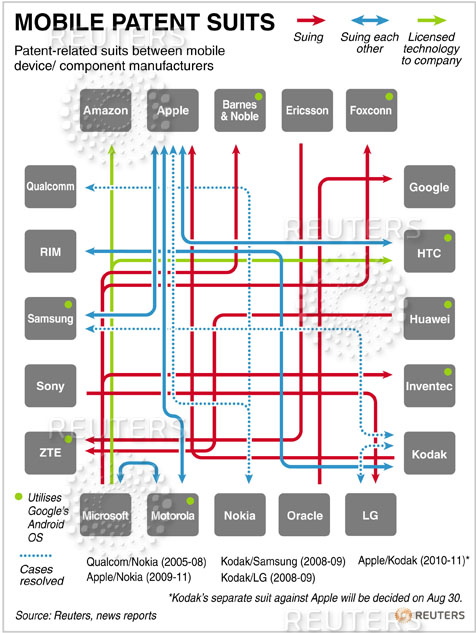 MOBILE PATENT SUITS
Patent-related suits between mobile
device/ component manufacturers
Suing
Suing each
other
Licensed
technology
to company
Amazon
Apple
Barnes
& Noble
Ericsson
Foxconn
Qualcomm
Google
REUTERS
RIM
HTC
REUTERS
Samsung
Huawei
Sony
Inventec
REUTERS
ZTE
Kodak
Utilises
Google's
Android
OS
Microsoft
Motorola
Nokia
Oracle
LG
REUTERS
Cases
resolved
Qualcom/Nokia (2005-08)
Apple/Nokia (2009-11)
Kodak/Samsung (2008-09)
Kodak/LG (2008-09)
Apple/Kodak (2010-11)*
*Kodak's separate suit against Apple will be decided on Aug 30.
Source: Reuters, news reports
REUTERS